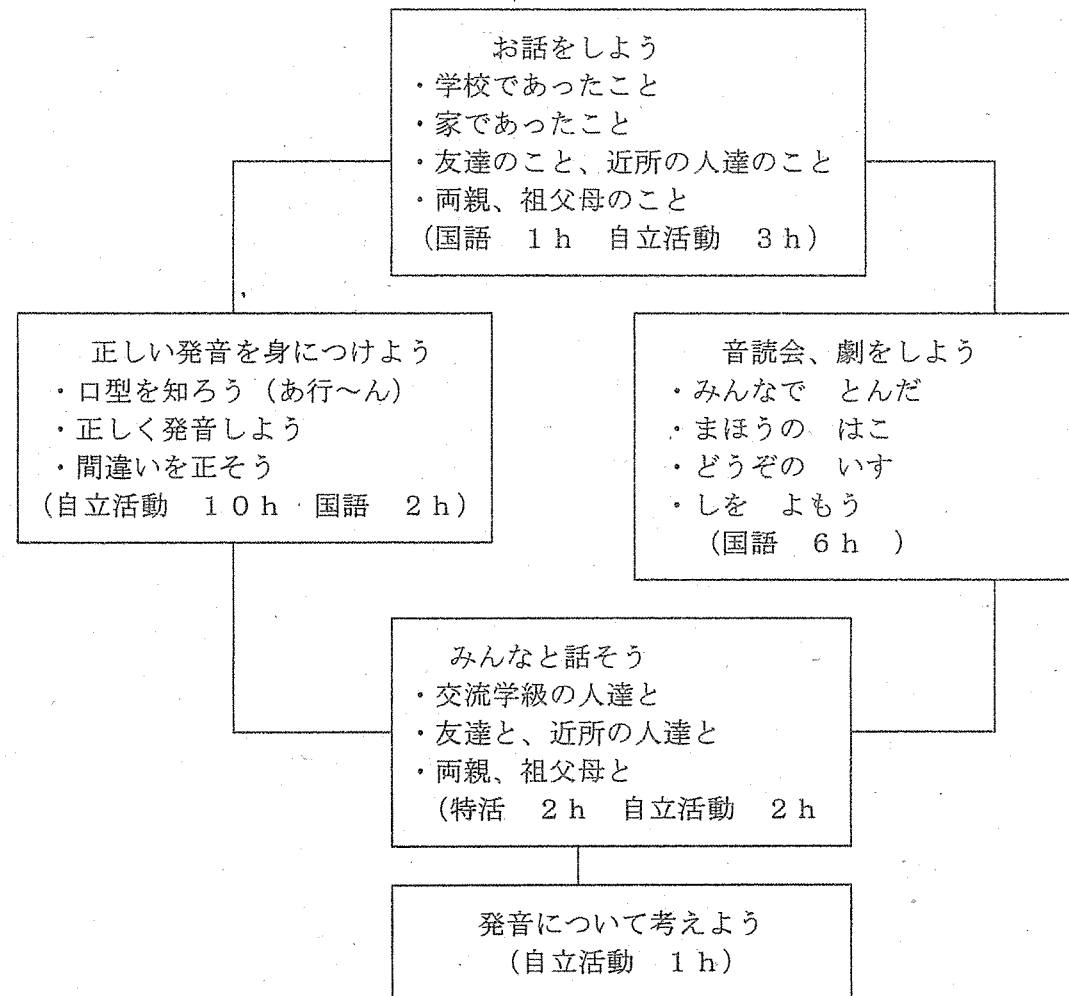 お話をしよう
・学校であったこと
・家であったこと
・友達のこと、近所の人達のこと
・両親、祖父母のこと
(国語 1h 自立活動 3h)
正しい発音を身につけよう
・口型を知ろう(あ行~ん)
・正しく発音しよう
・間違いを正そう
(自立活動 10h 国語 2h)
音読会、劇をしよう
・みんなで とんだ
・まほうの はこ
・どうぞの いす
・しを よもう
(国語 6h )
みんなと話そう
・交流学級の人達と
・友達と、近所の人達と
・両親、祖父母と
(特活 2h 自立活動 2h
発音について考えよう
(自立活動 1h)